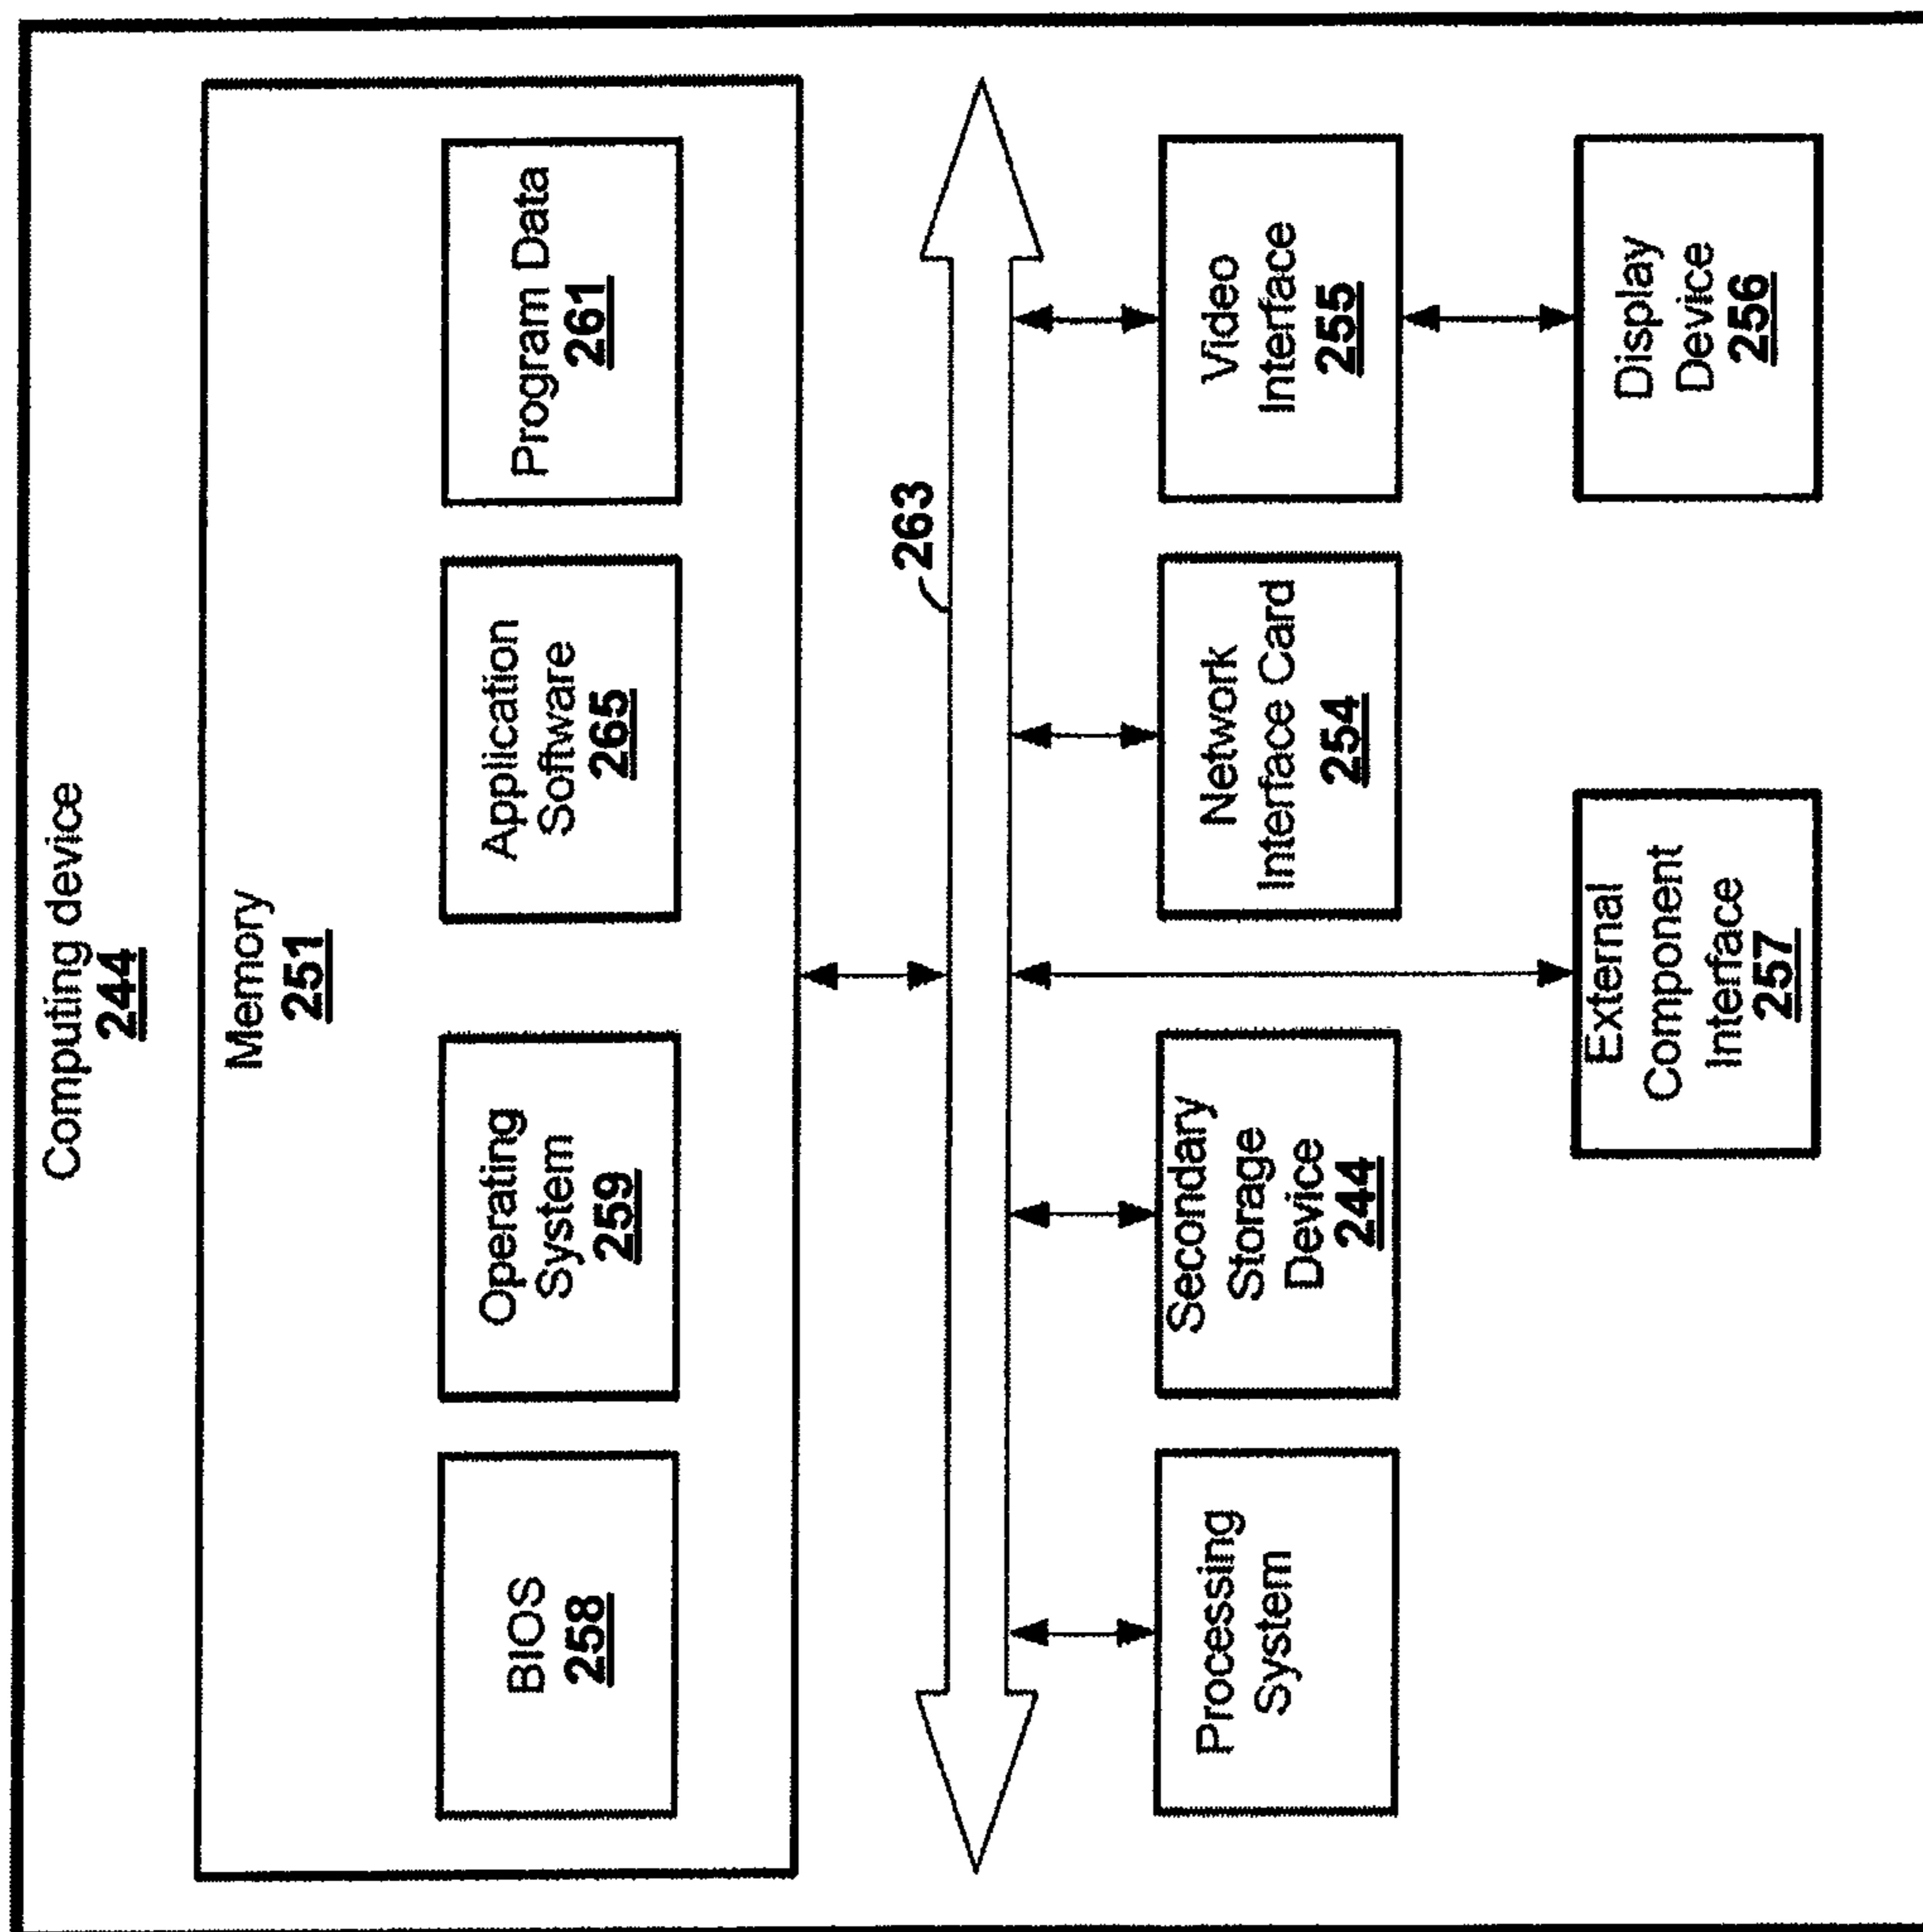 Computing device
244
Memory
251
BIOS
258
Operating
System
259
Application
Software
265
Program Data
261
263
Processing
System
Secondary
Storage
Device
244
Network
Interface Card
254
Video
Interface
255
External
Component
Interface
257
Display
Device
256